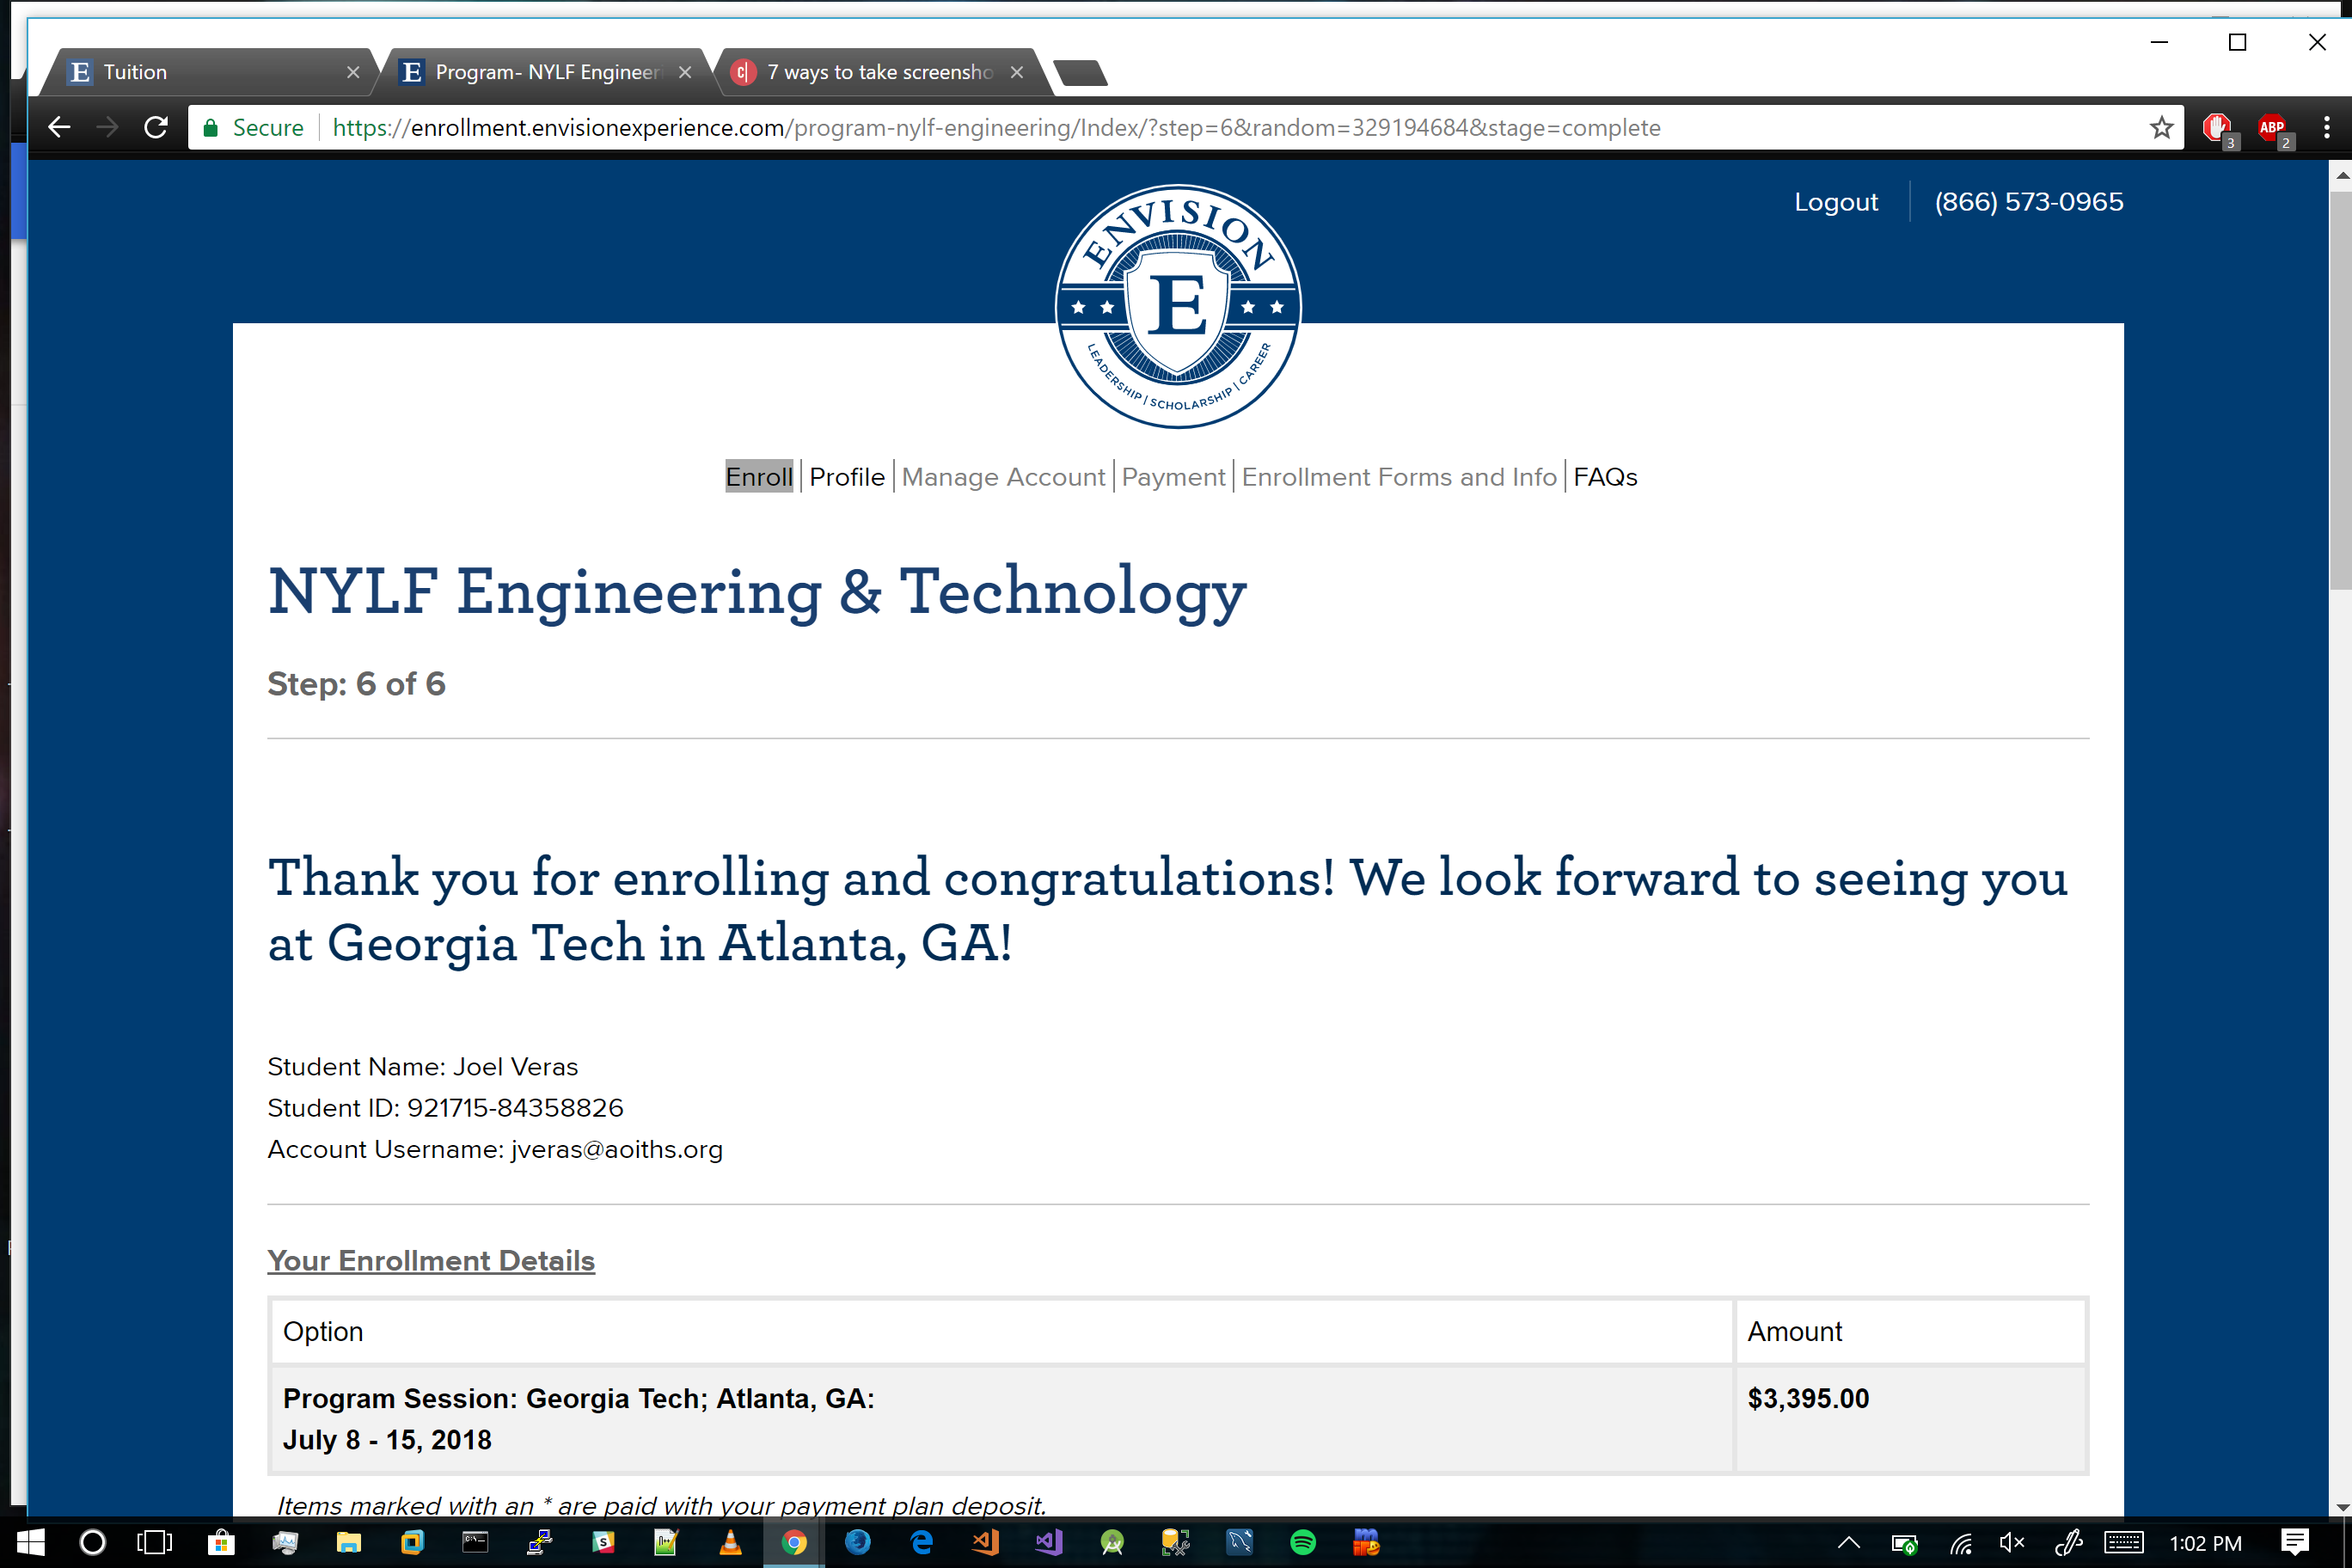 Tuition
Program- NYLF Engineer
7 ways to take screensho
Secure
https://enrollment.envisionexperience.com/program-nylf-engineering/Index/?step=6&random=329194684&stage=complete
3
ABP
2
Logout
(866) 573-0965
ENVISION
E
LEADERSHIP | SCHOLARSHIP | CAREER
Enroll
Profile
Manage Account
Payment
Enrollment Forms and Info
FAQs
NYLF Engineering & Technology
Step: 6 of 6
Thank you for enrolling and congratulations! We look forward to seeing you
at Georgia Tech in Atlanta, GA!
Student Name: Joel Veras
Student ID: 921715-84358826
Account Username: jveras@aoiths.org
Your Enrollment Details
Option
Amount
Program Session: Georgia Tech; Atlanta, GA:
$3,395.00
July 8 - 15, 2018
Items marked with an * are paid with your payment plan deposit.
1:02 PM